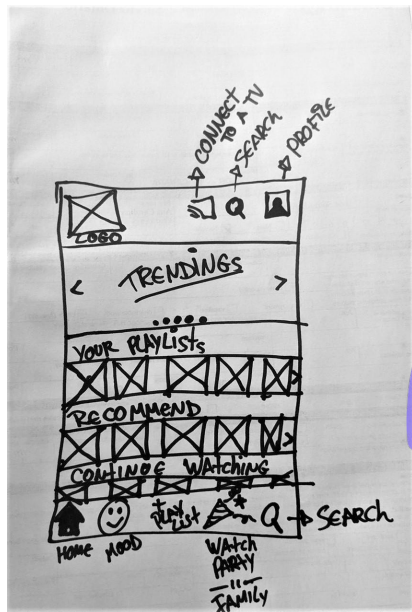 CONNECT
TO A TV
SEARCH
PROFILE
LOGO
TRENDINGS
YOUR PLAYLISTS
RECOMMEND
CONTINOE WATCHING
HOME
MOOD
+
PLAY
LIST
SEARCH
WATCH
PARTY
FAMILY